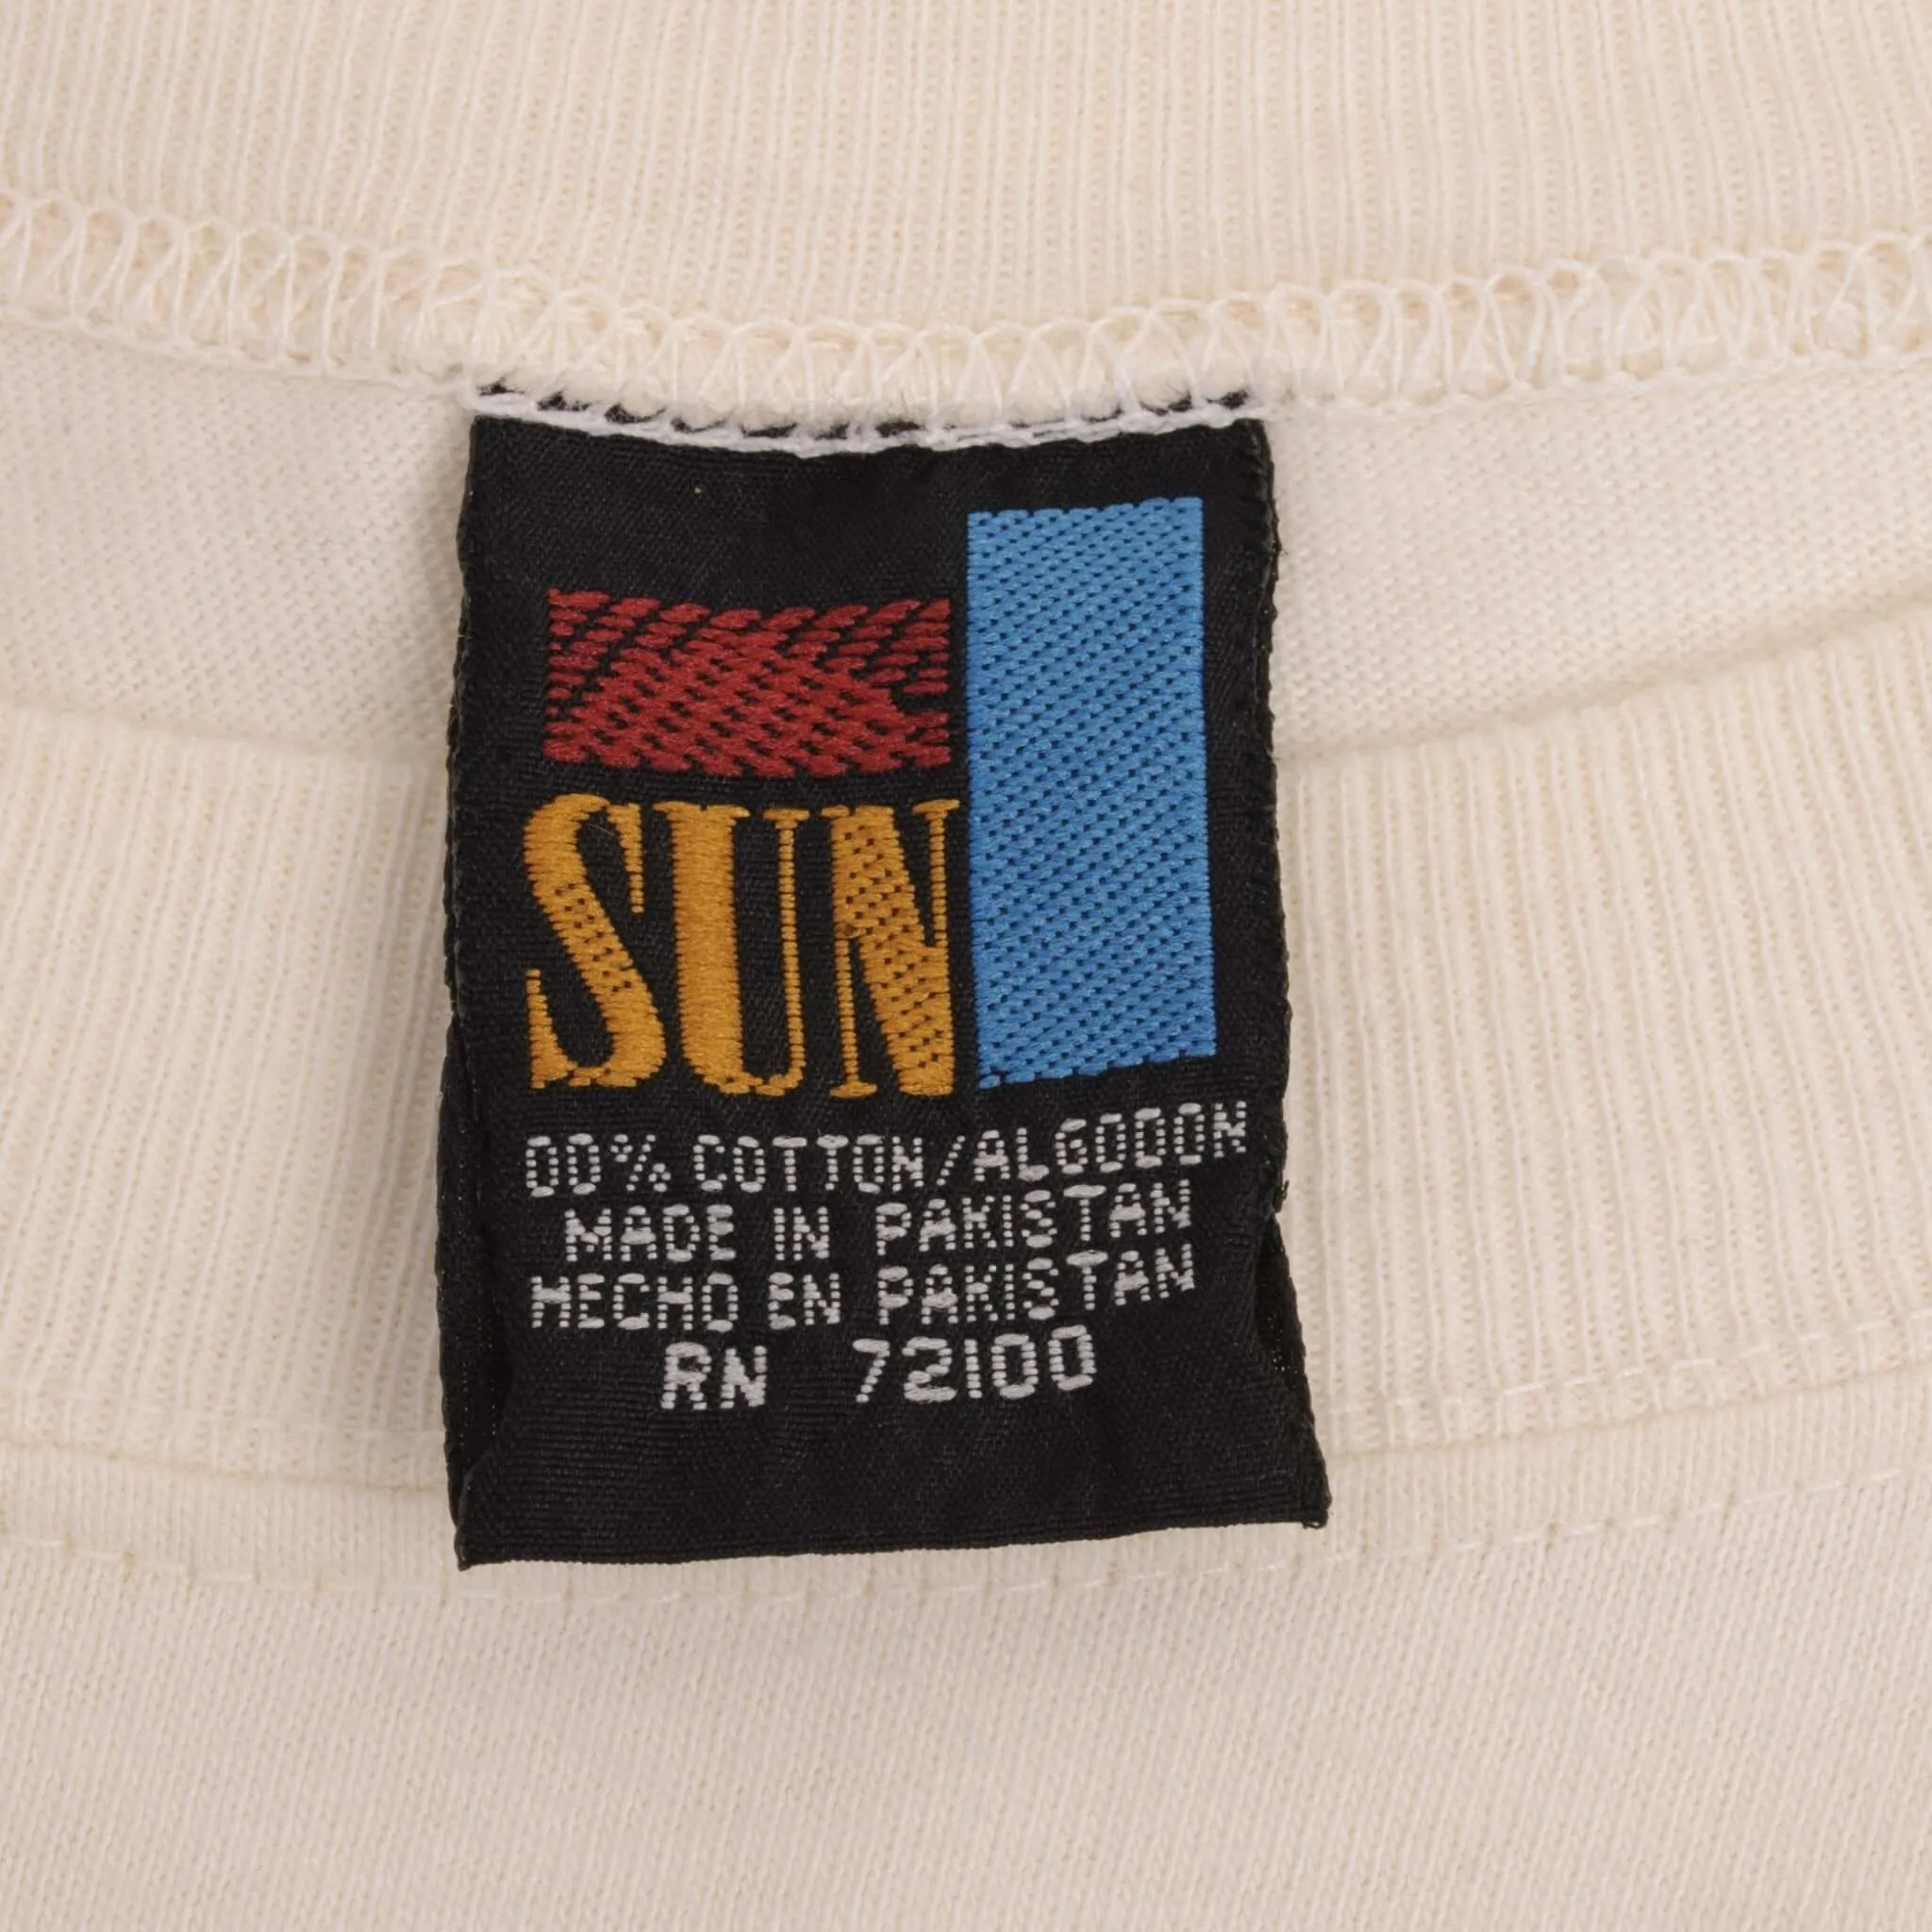 SUN
00% COTTON/ALGODON
MADE IN PAKISTAN
HECHO EN PAKISTAN
RN 72100